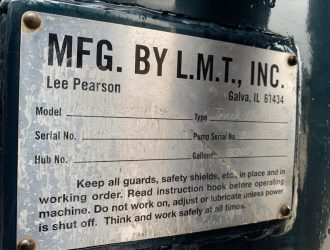 MFG. BY L.M.T., INC.
Lee Pearson Galva, IL 61434
Model Type
Serial No. Pump Serial No.
Hub No. Gallons
Keep all guards, safety shields, etc., in place and in
working order. Read instruction book before operating
machine. Do not work on, adjust or lubricate unless power
is shut off. Think and work safely at all times.